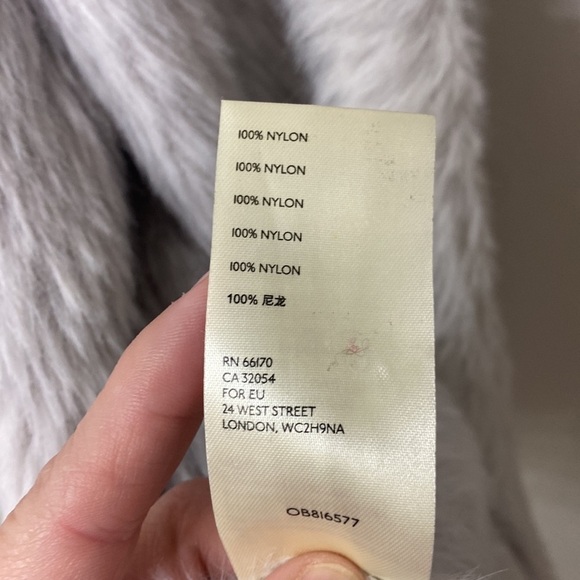 100% NYLON
100% NYLON
100% NYLON
100% NYLON
100% NYLON
100% 尼龙
RN 66170
CA 32054
FOR EU
24 WEST STREET
LONDON, WC2H9NA
OB816577